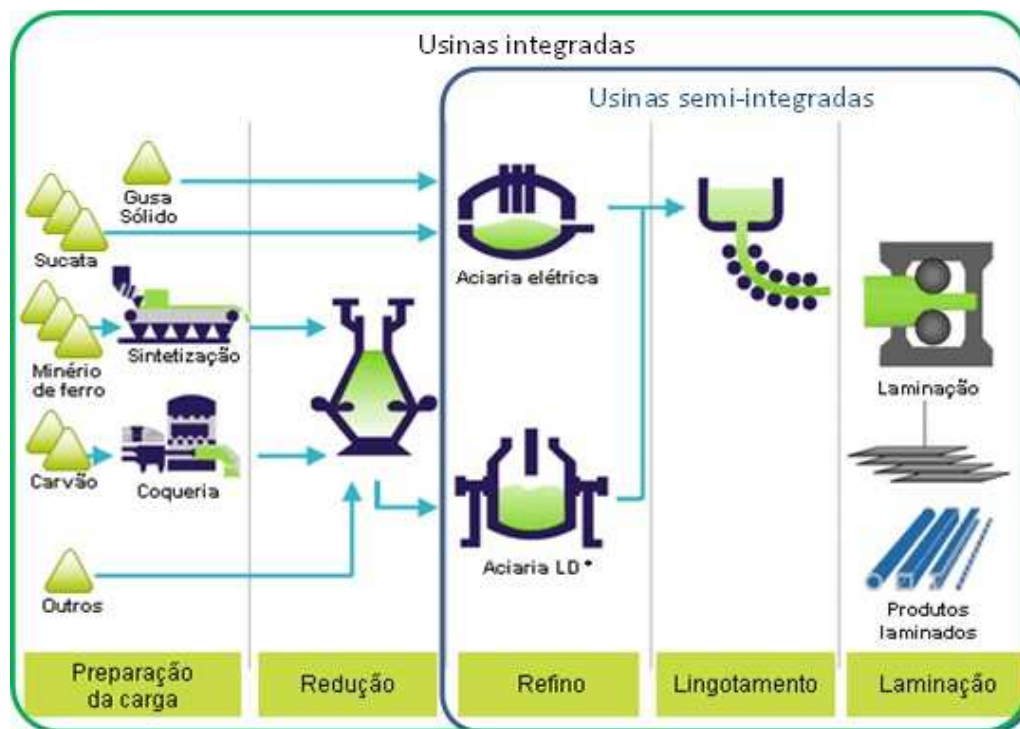 Usinas integradas
Usinas semi-integradas
Gusa
Sólido
Sucata
Aciaria elétrica
Minério
de ferro
Sintetização
Laminação
Carvão
Coqueria
Aciaria LD *
Outros
Produtos
laminados
Preparação
da carga
Redução
Refino
Lingotamento
Laminação